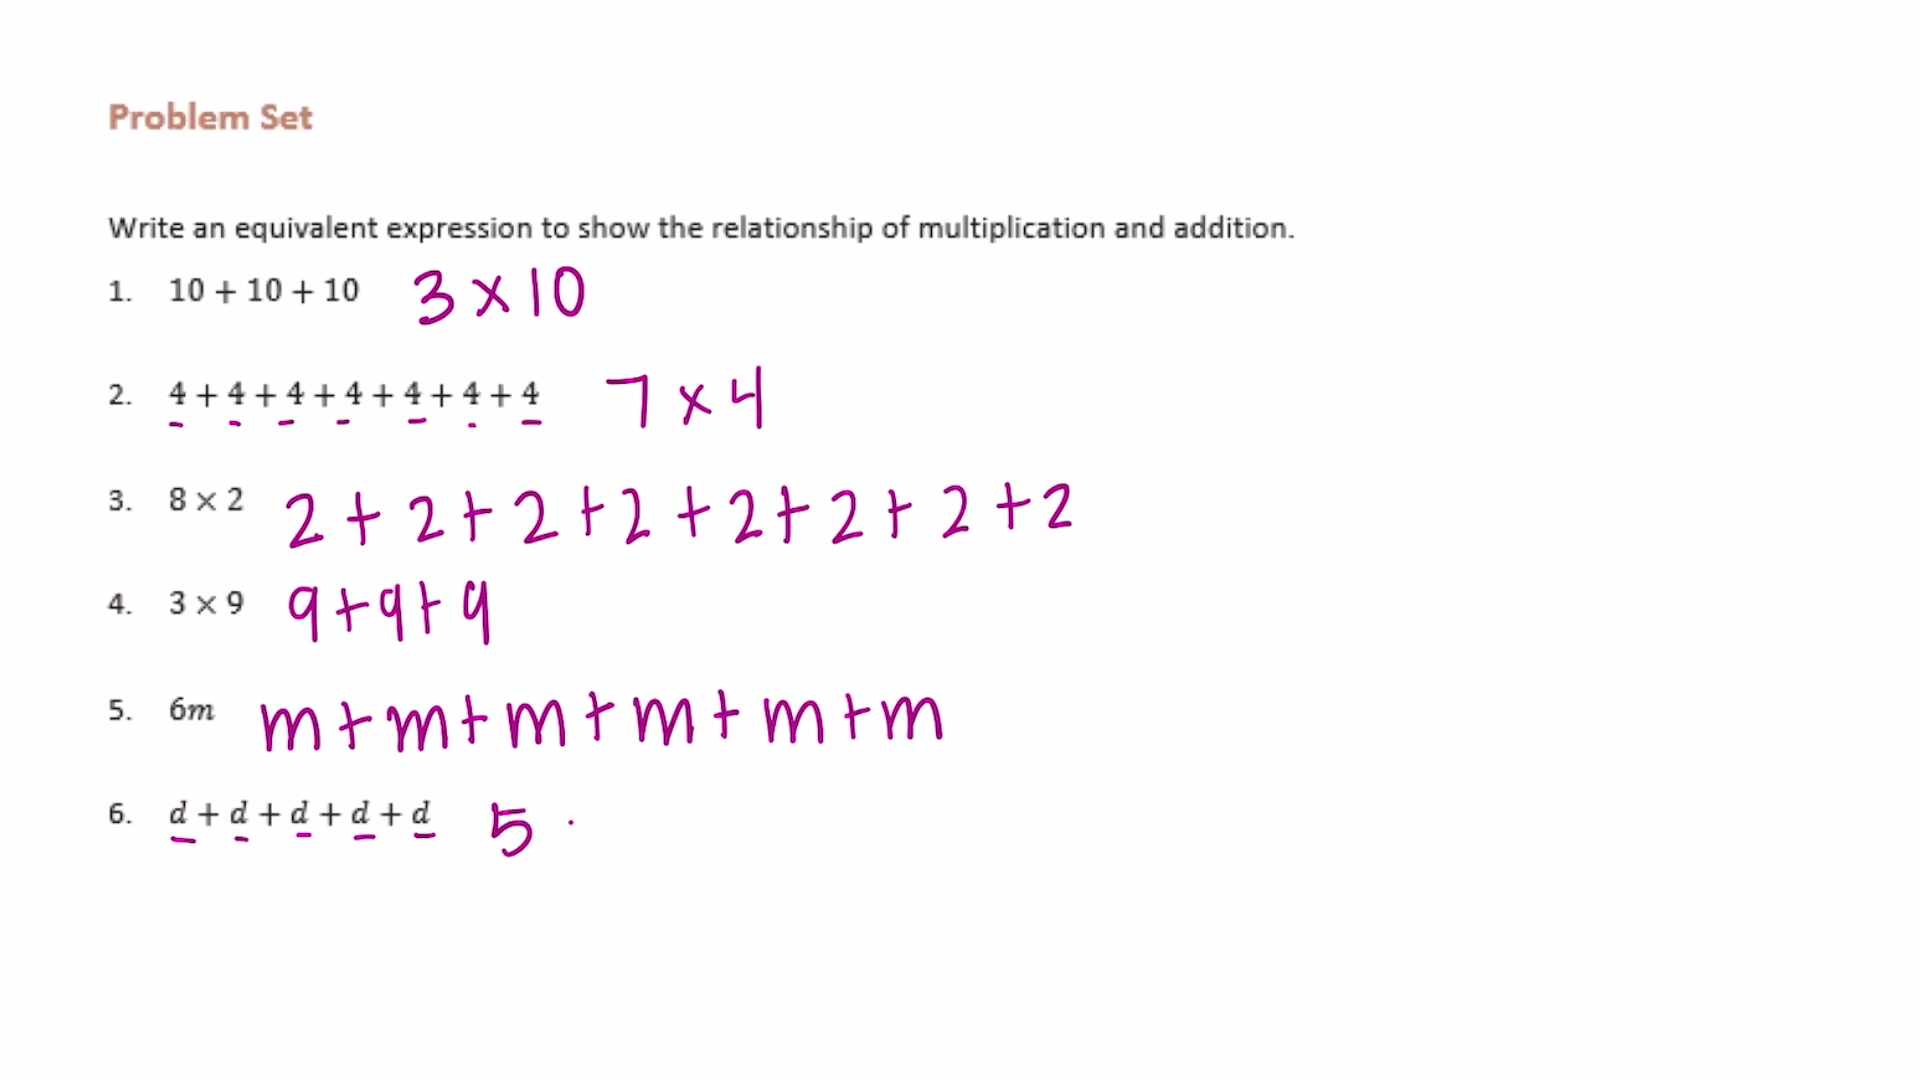 Problem Set
Write an equivalent expression to show the relationship of multiplication and addition.
1. 10 + 10 + 10 3 × 10
2. 4 + 4 + 4 + 4 + 4 + 4 + 4 7 × 4
3. 8 × 2 2 + 2 + 2 + 2 + 2 + 2 + 2 + 2
4. 3 × 9 9 + 9 + 9
5. 6m m + m + m + m + m + m
6. d + d + d + d + d 5 ·